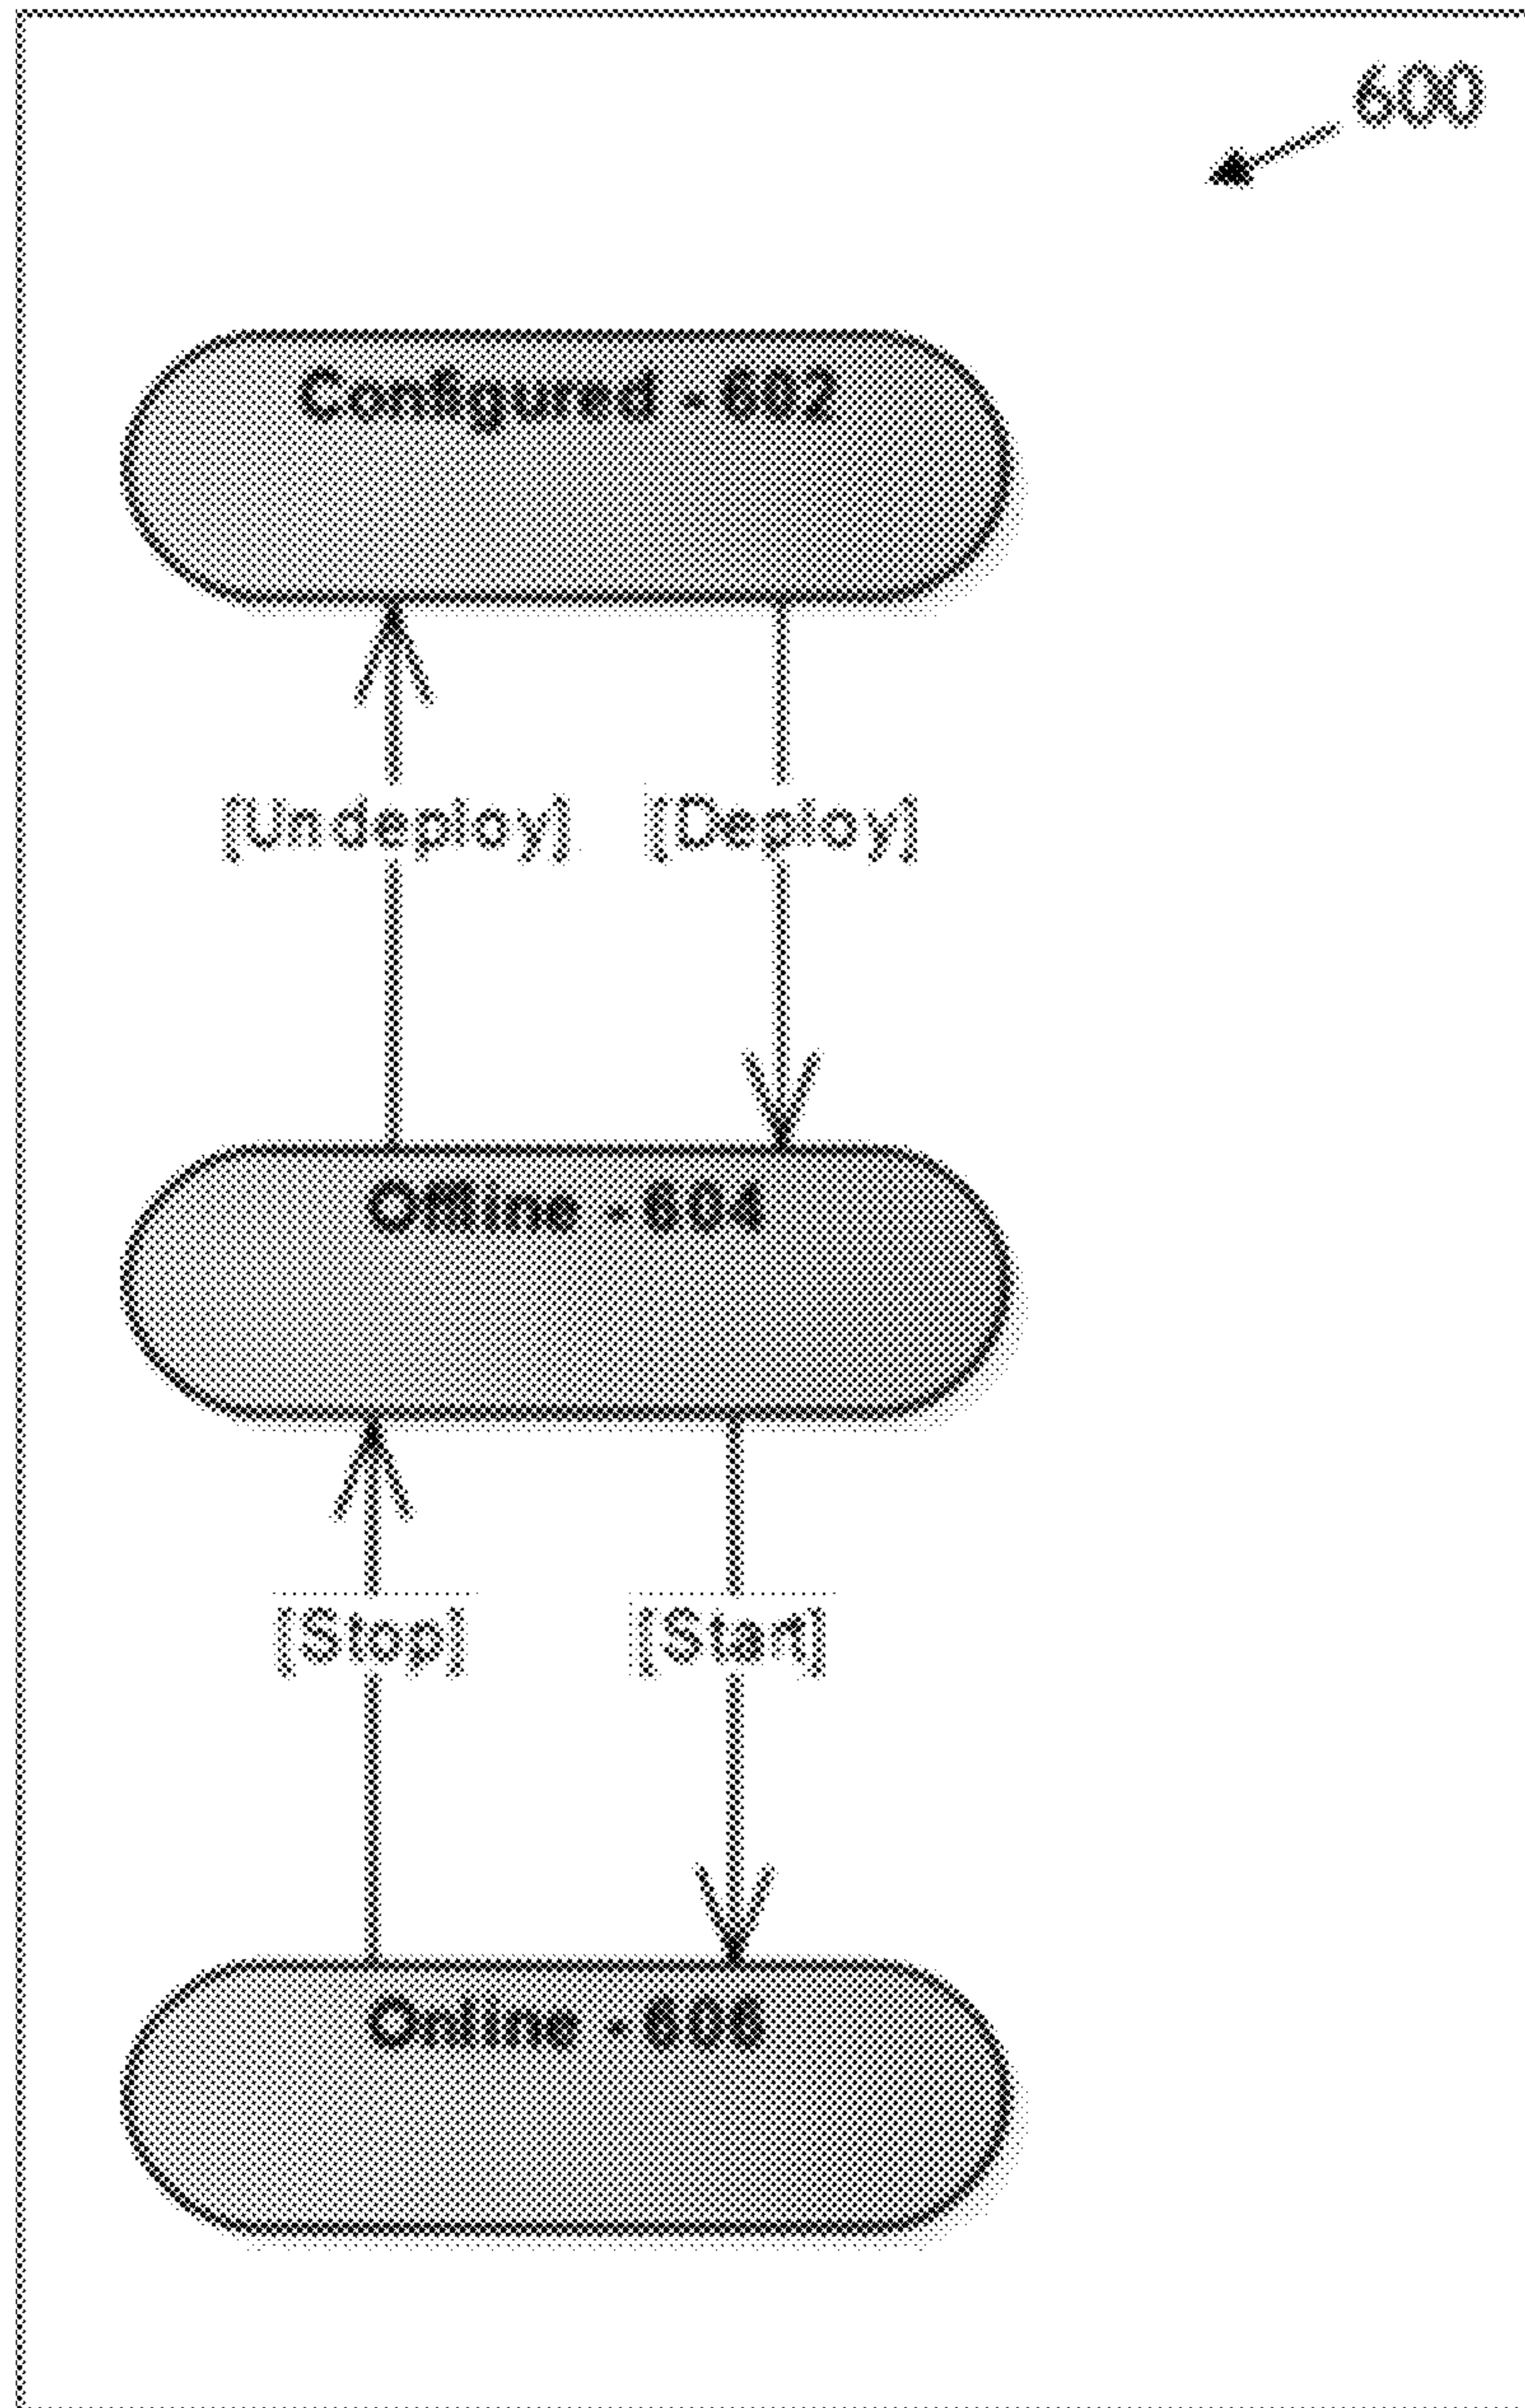 600
Configured - 602
[Undeploy] [Deploy]
Offline - 604
[Stop] [Start]
Online - 606